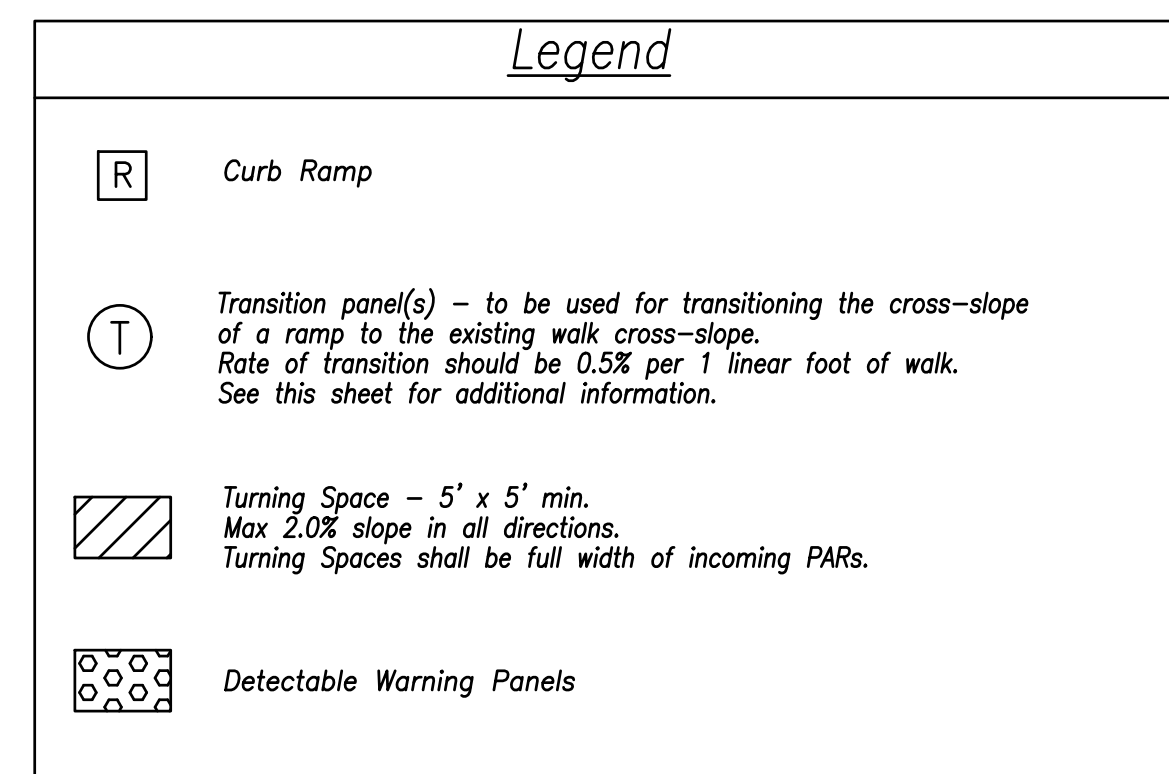 Legend
R
Curb Ramp
T
Transition panel(s) – to be used for transitioning the cross–slope
of a ramp to the existing walk cross–slope.
Rate of transition should be 0.5% per 1 linear foot of walk.
See this sheet for additional information.
Turning Space – 5' x 5' min.
Max 2.0% slope in all directions.
Turning Spaces shall be full width of incoming PARs.
Detectable Warning Panels